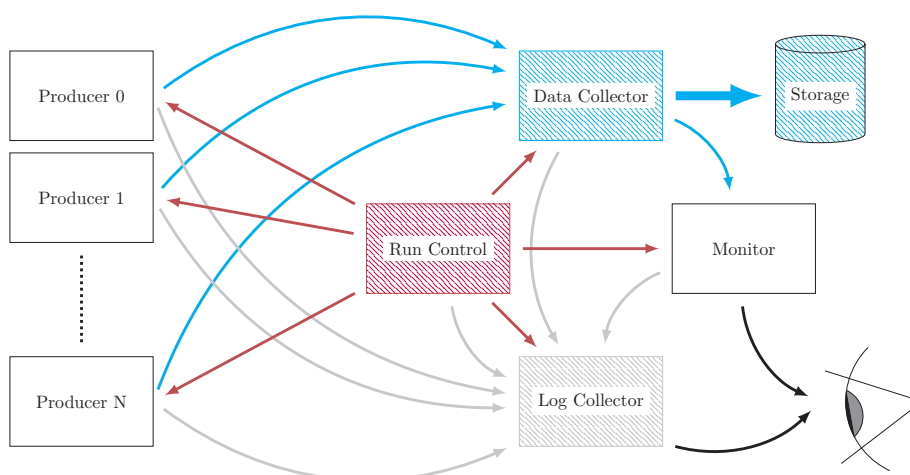 Producer 0
Data Collector
Storage
Producer 1
Run Control
Monitor
Producer N
Log Collector